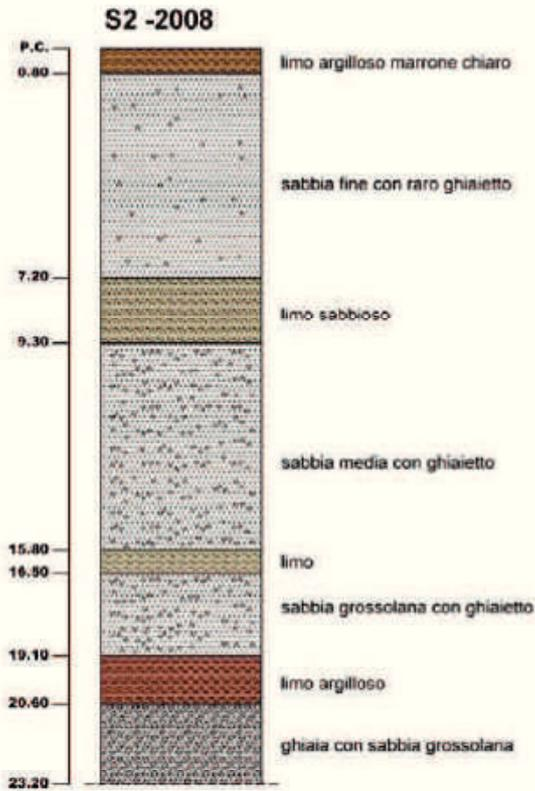 S2 -2008
P.C.
limo argilloso marrone chiaro
0.80
sabbia fine con raro ghiaietto
7.20
limo sabbioso
9.30
sabbia media con ghiaietto
15.80
limo
16.50
sabbia grossolana con ghiaietto
19.10
limo argilloso
20.60
ghiaia con sabbia grossolana
23.20